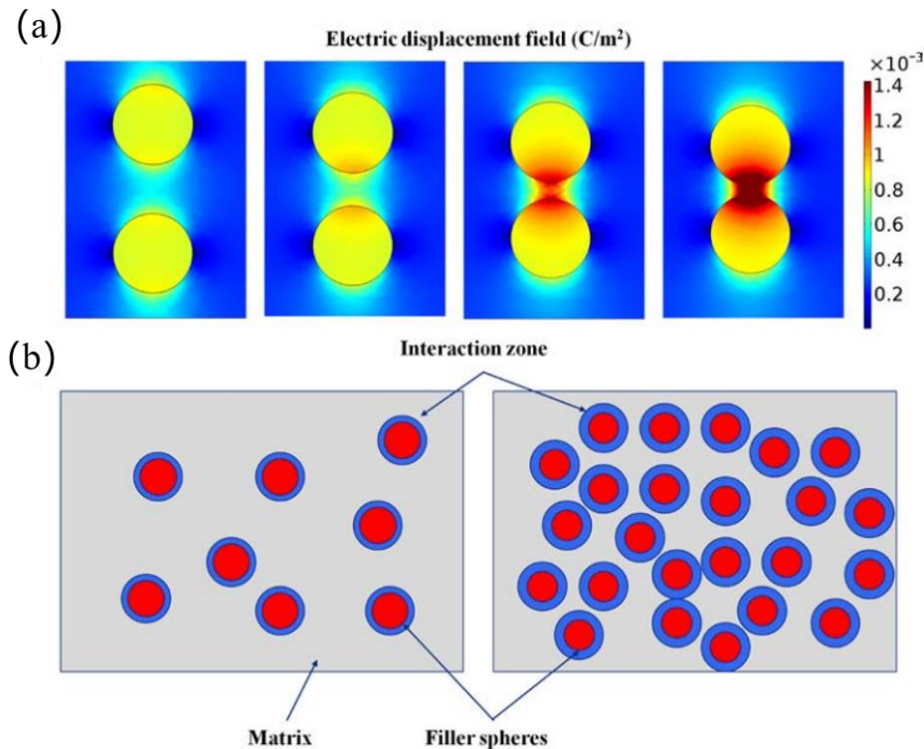 (a)
Electric displacement field (C/m²)
×10⁻³
1.4
1.2
1
0.8
0.6
0.4
0.2
(b)
Interaction zone
Matrix
Filler spheres